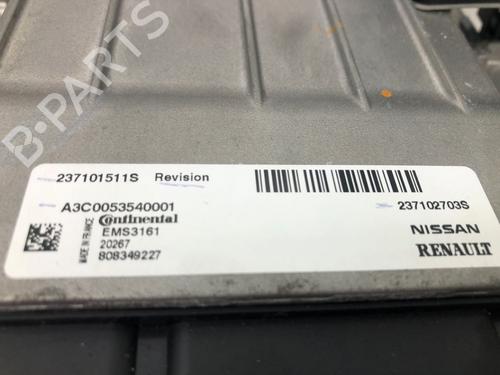 B-PARTS
237101511S Revision
237102703S
A3C0053540001
Continental
EMS3161
20267
808349227
MADE IN FRANCE
NISSAN
RENAULT